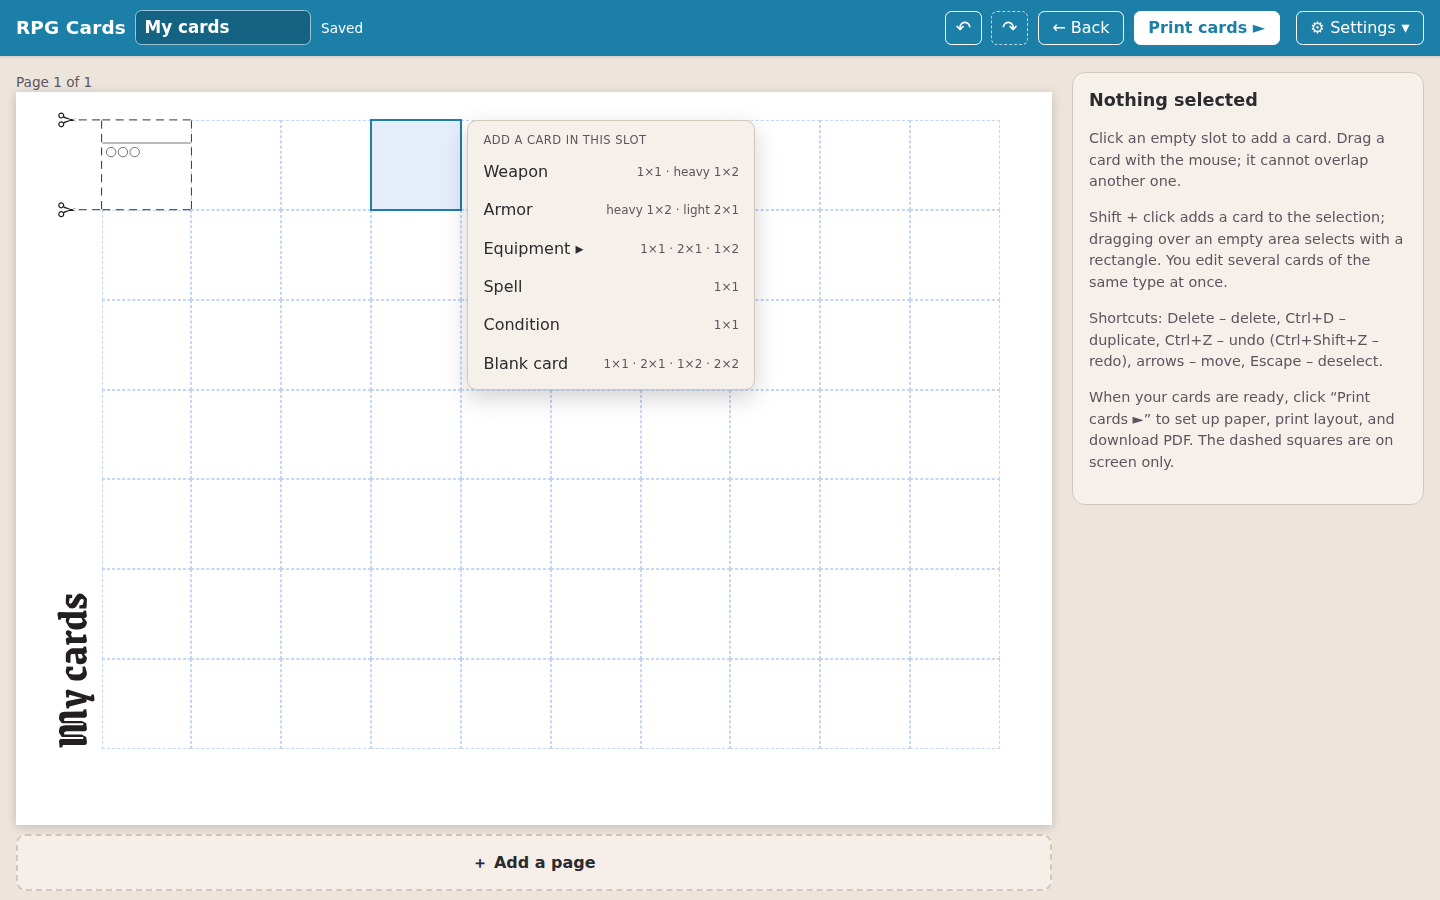 RPG Cards
My cards
Saved
↶
↷
← Back
Print cards ►
⚙ Settings ▾
Page 1 of 1
ADD A CARD IN THIS SLOT
Weapon 1×1 · heavy 1×2
Armor heavy 1×2 · light 2×1
Equipment ▸ 1×1 · 2×1 · 1×2
Spell 1×1
Condition 1×1
Blank card 1×1 · 2×1 · 1×2 · 2×2
My cards
+ Add a page
Nothing selected
Click an empty slot to add a card. Drag a
card with the mouse; it cannot overlap
another one.
Shift + click adds a card to the selection;
dragging over an empty area selects with a
rectangle. You edit several cards of the
same type at once.
Shortcuts: Delete – delete, Ctrl+D –
duplicate, Ctrl+Z – undo (Ctrl+Shift+Z –
redo), arrows – move, Escape – deselect.
When your cards are ready, click “Print
cards ►” to set up paper, print layout, and
download PDF. The dashed squares are on
screen only.